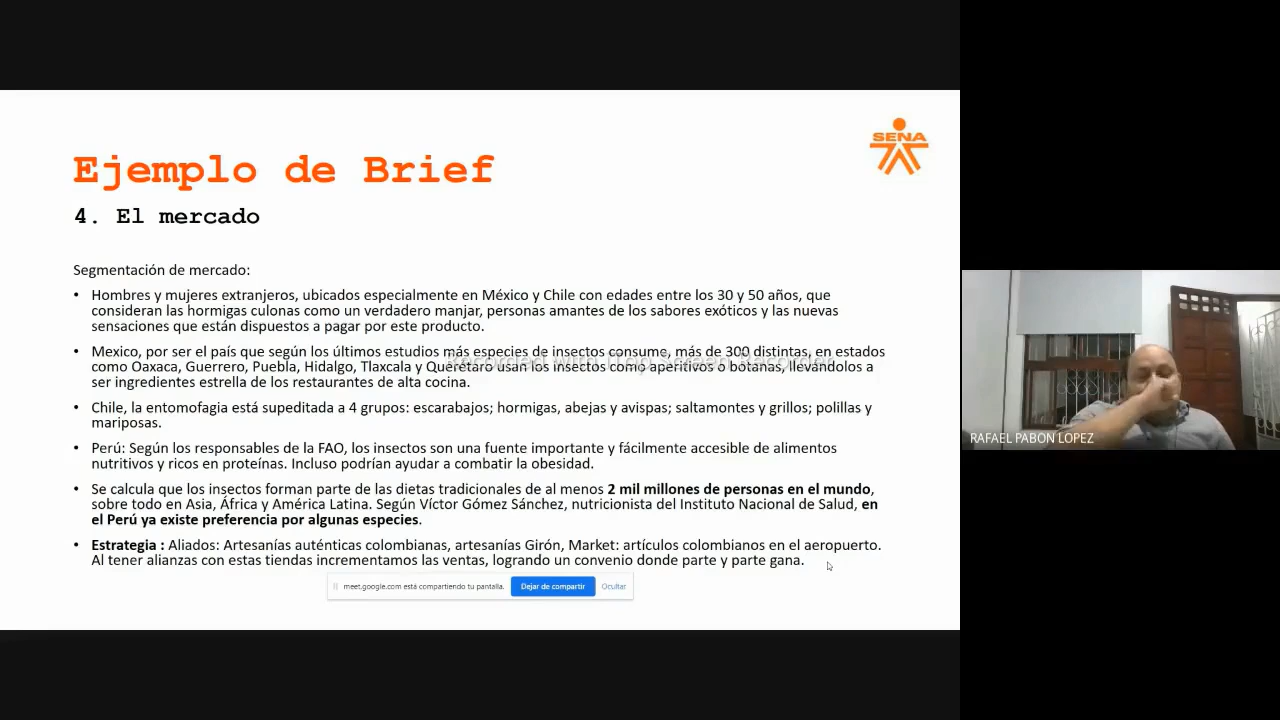 SENA
Ejemplo de Brief
4. El mercado
Segmentación de mercado:
• Hombres y mujeres extranjeros, ubicados especialmente en México y Chile con edades entre los 30 y 50 años, que
consideran las hormigas culonas como un verdadero manjar, personas amantes de los sabores exóticos y las nuevas
sensaciones que están dispuestos a pagar por este producto.
• Mexico, por ser el país que según los últimos estudios más especies de insectos consume, más de 300 distintas, en estados
como Oaxaca, Guerrero, Puebla, Hidalgo, Tlaxcala y Querétaro usan los insectos como aperitivos o botanas, llevándolos a
ser ingredientes estrella de los restaurantes de alta cocina.
Recorded with iTop Screen Recorder
• Chile, la entomofagia está supeditada a 4 grupos: escarabajos; hormigas, abejas y avispas; saltamontes y grillos; polillas y
mariposas.
• Perú: Según los responsables de la FAO, los insectos son una fuente importante y fácilmente accesible de alimentos
nutritivos y ricos en proteínas. Incluso podrían ayudar a combatir la obesidad.
• Se calcula que los insectos forman parte de las dietas tradicionales de al menos 2 mil millones de personas en el mundo,
sobre todo en Asia, África y América Latina. Según Víctor Gómez Sánchez, nutricionista del Instituto Nacional de Salud, en
el Perú ya existe preferencia por algunas especies.
• Estrategia : Aliados: Artesanías auténticas colombianas, artesanías Girón, Market: artículos colombianos en el aeropuerto.
Al tener alianzas con estas tiendas incrementamos las ventas, logrando un convenio donde parte y parte gana.
meet.google.com está compartiendo tu pantalla. Dejar de compartir Ocultar
RAFAEL PABON LOPEZ